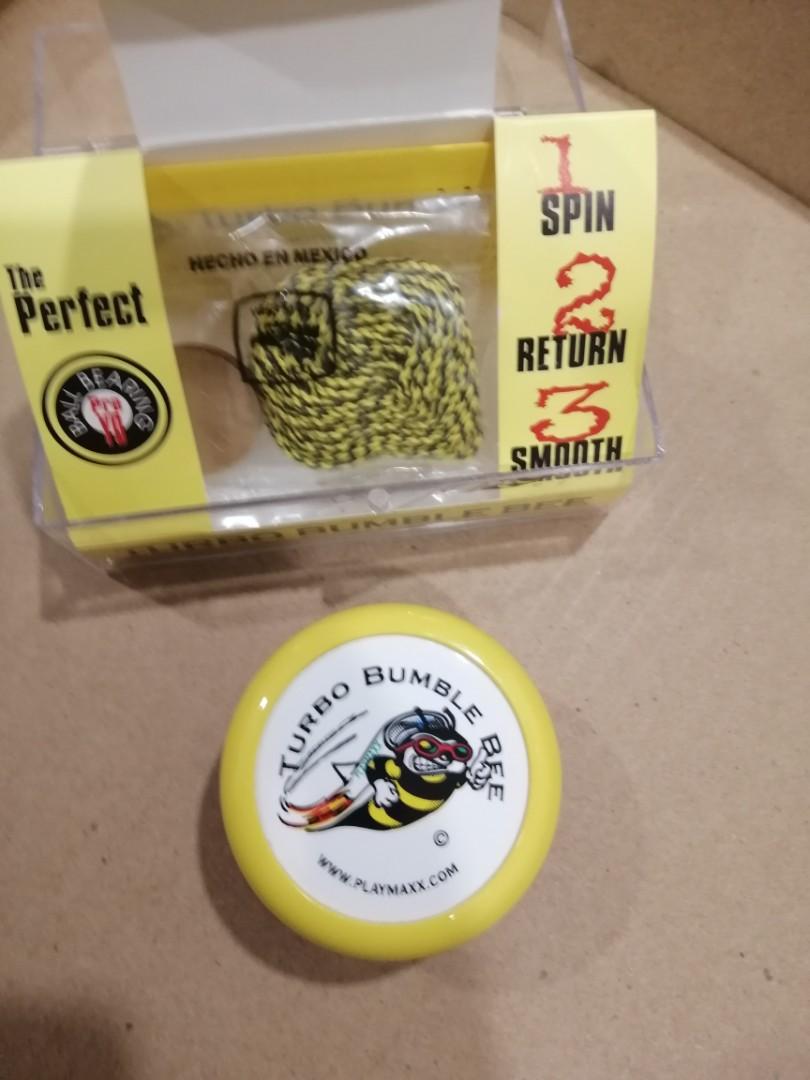 The
Perfect
BALL BEARING
Pro
HECHO EN MEXICO
1
SPIN
2
RETURN
3
SMOOTH
TURBO BUMBLE BEE
TURBO BUMBLE BEE
©
WWW.PLAYMAXX.COM